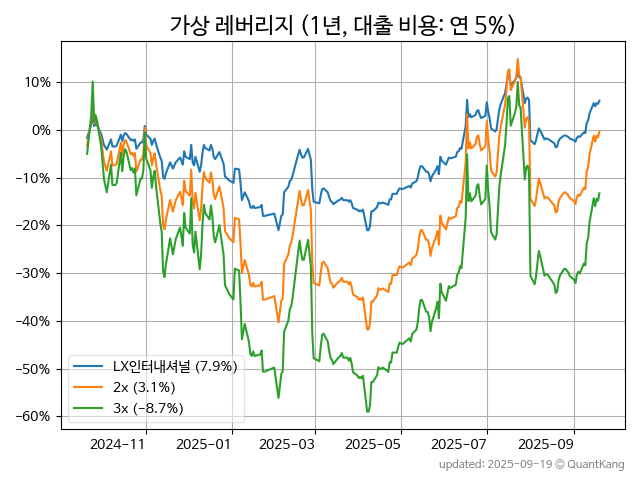 가상 레버리지 (1년, 대출 비용: 연 5%)
10%
0%
−10%
−20%
−30%
−40%
−50%
−60%
LX인터내셔널 (7.9%)
2x (3.1%)
3x (−8.7%)
2024-11
2025-01
2025-03
2025-05
2025-07
2025-09
updated: 2025-09-19 © QuantKang